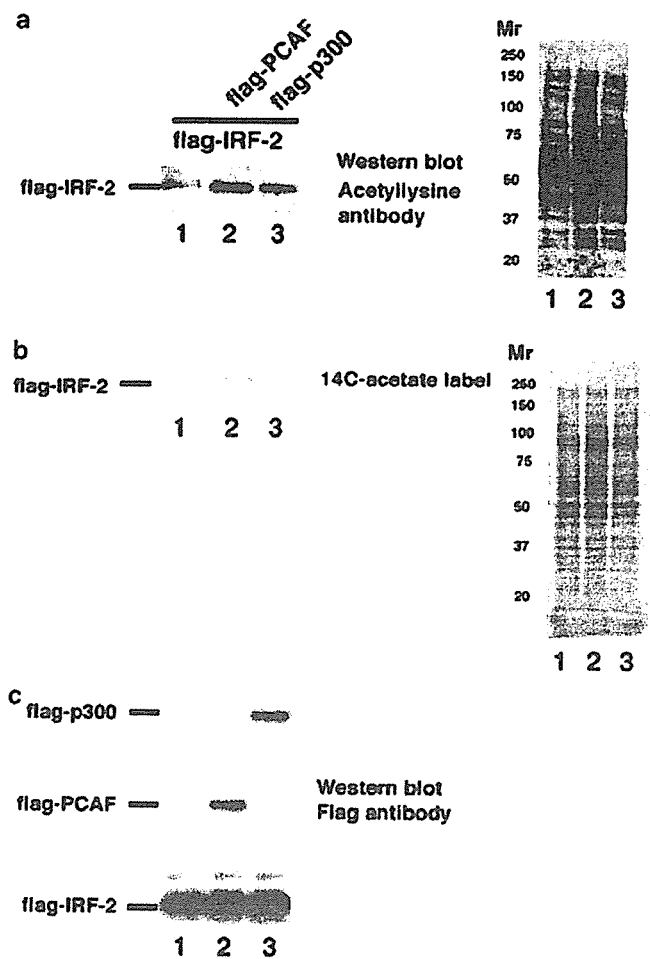 a
flag-PCAF
flag-p300
flag-IRF-2
flag-IRF-2
1 2 3
Western blot
Acetyllysine
antibody
Mr
250
150
100
75
50
37
20
1 2 3
b
flag-IRF-2
1 2 3
14C-acetate label
Mr
250
150
100
75
50
37
20
1 2 3
c
flag-p300
flag-PCAF
flag-IRF-2
1 2 3
Western blot
Flag antibody